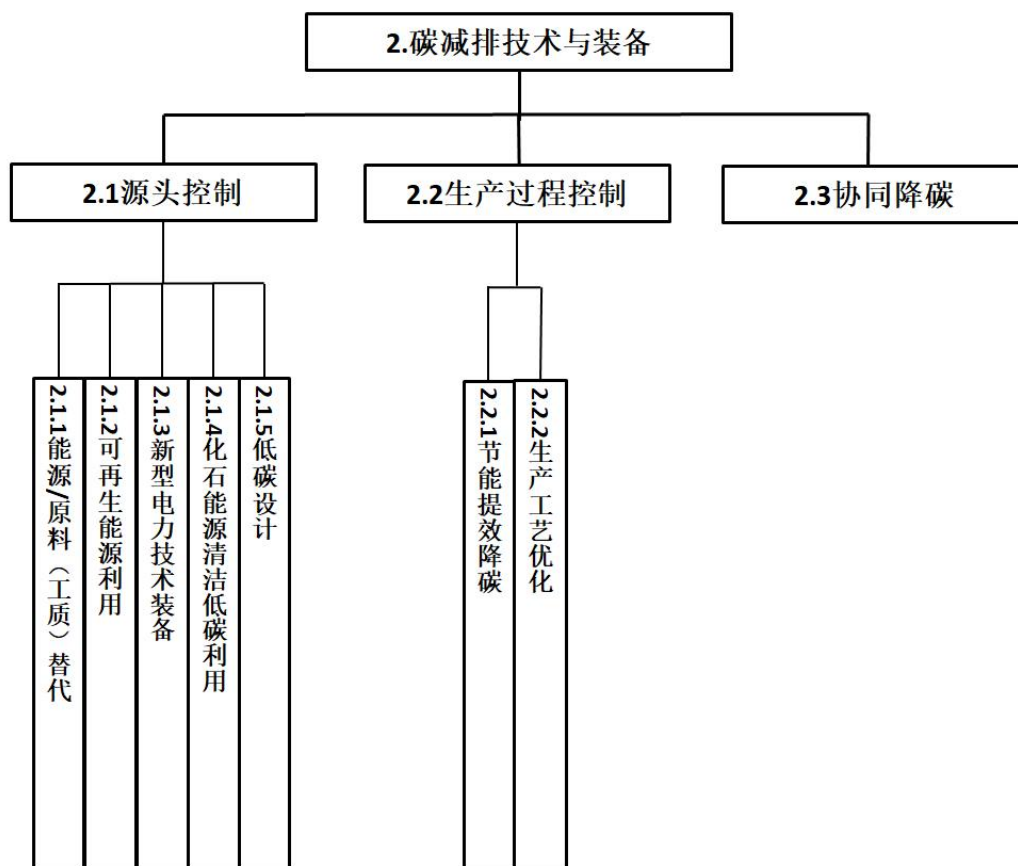 2.碳减排技术与装备
2.1源头控制
2.2生产过程控制
2.3协同降碳
2.1.1能源/原料（工质）替代
2.1.2可再生能源利用
2.1.3新型电力技术装备
2.1.4化石能源清洁低碳利用
2.1.5低碳设计
2.2.1节能提效降碳
2.2.2生产工艺优化